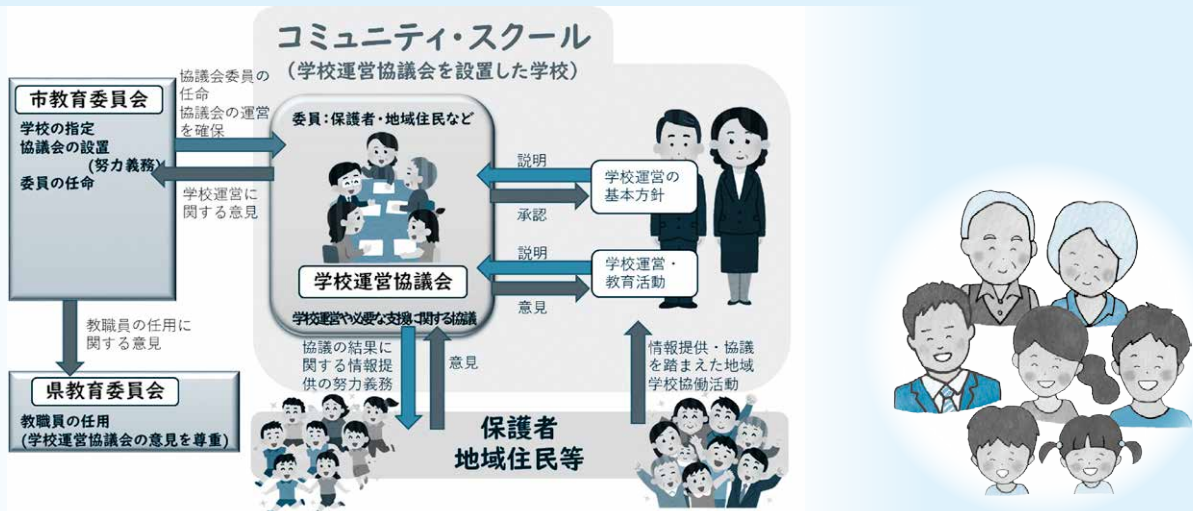 コミュニティ・スクール
(学校運営協議会を設置した学校)
市教育委員会
学校の指定
協議会の設置
(努力義務)
委員の任命
協議会委員の
任命
協議会の運営
を確保
学校運営に
関する意見
委員:保護者・地域住民など
学校運営協議会
学校運営や必要な支援に関する協議
説明
承認
学校運営の
基本方針
説明
意見
学校運営・
教育活動
教職員の任用に
関する意見
県教育委員会
教職員の任用
(学校運営協議会の意見を尊重)
協議の結果に
関する情報提
供の努力義務
意見
情報提供・協議
を踏まえた地域
学校協働活動
保護者
地域住民等